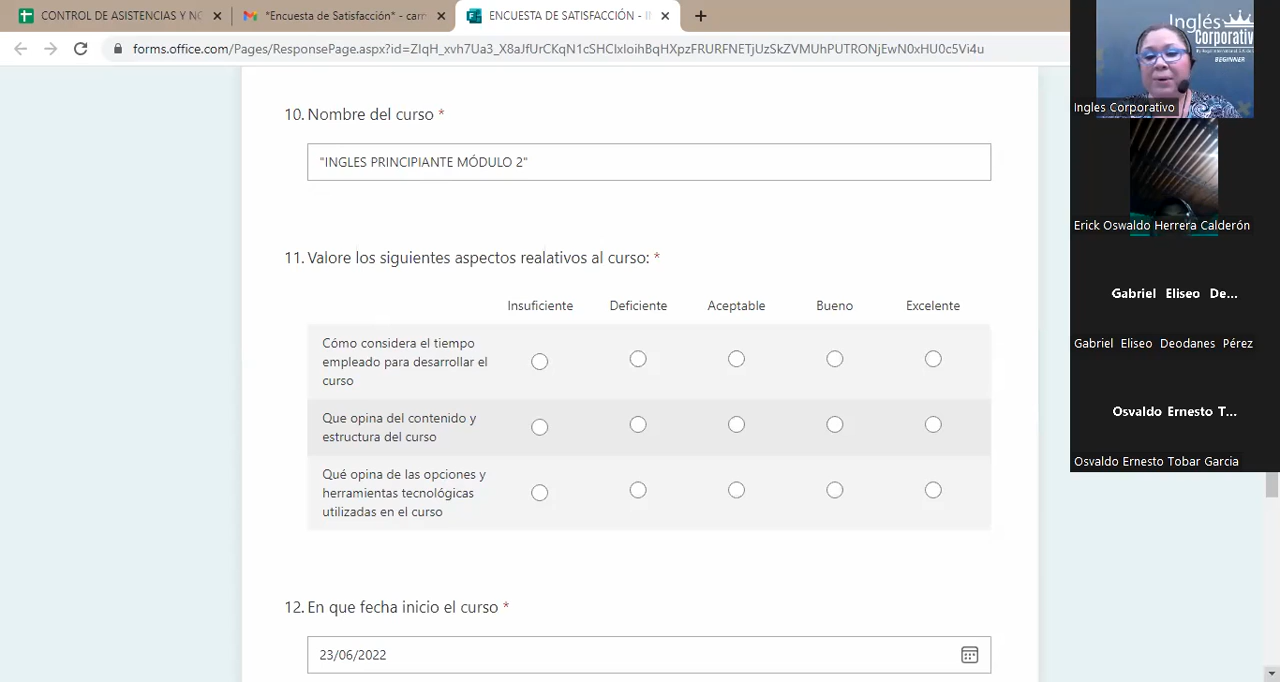 CONTROL DE ASISTENCIAS Y NO
*Encuesta de Satisfacción* - carr
ENCUESTA DE SATISFACCIÓN - I
forms.office.com/Pages/ResponsePage.aspx?id=ZIqH_xvh7Ua3_X8aJfUrCKqN1cSHCIxIoihBqHXpzFRURFNETjUzSkZVMUhPUTRONjEwN0xHU0c5Vi4u
10. Nombre del curso *
"INGLES PRINCIPIANTE MÓDULO 2"
11. Valore los siguientes aspectos realativos al curso: *
Insuficiente Deficiente Aceptable Bueno Excelente
Cómo considera el tiempo
empleado para desarrollar el
curso
Que opina del contenido y
estructura del curso
Qué opina de las opciones y
herramientas tecnológicas
utilizadas en el curso
12. En que fecha inicio el curso *
23/06/2022
Inglés
Corporativ
BEGINNER
Ingles Corporativo
Erick Oswaldo Herrera Calderón
Gabriel Eliseo De...
Gabriel Eliseo Deodanes Pérez
Osvaldo Ernesto T...
Osvaldo Ernesto Tobar Garcia